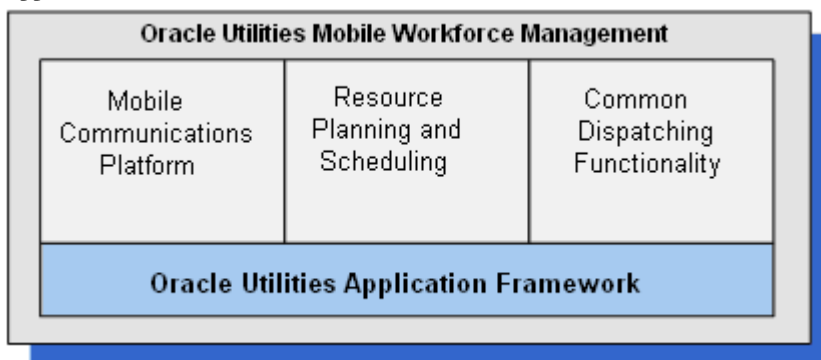 Oracle Utilities Mobile Workforce Management
Mobile
Communications
Platform
Resource
Planning and
Scheduling
Common
Dispatching
Functionality
Oracle Utilities Application Framework